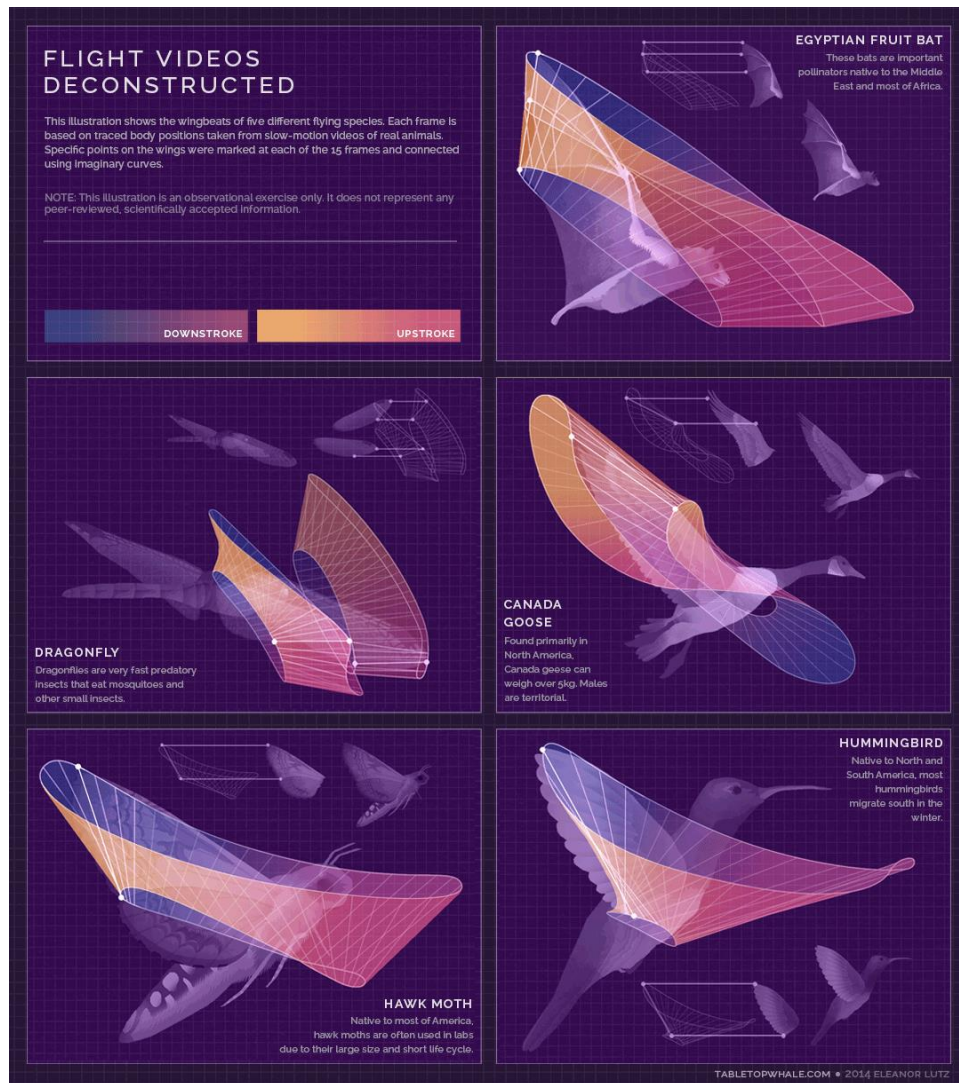 FLIGHT VIDEOS
DECONSTRUCTED
This illustration shows the wingbeats of five different flying species. Each frame is
based on traced body positions taken from slow-motion videos of real animals.
Specific points on the wings were marked at each of the 15 frames and connected
using imaginary curves.
NOTE: This illustration is an observational exercise only. It does not represent any
peer-reviewed, scientifically accepted information.
DOWNSTROKE
UPSTROKE
EGYPTIAN FRUIT BAT
These bats are important
pollinators native to the Middle
East and most of Africa.
DRAGONFLY
Dragonflies are very fast predatory
insects that eat mosquitoes and
other small insects.
CANADA
GOOSE
Found primarily in
North America,
Canada geese can
weigh over 5kg. Males
are territorial.
HAWK MOTH
Native to most of America,
hawk moths are often used in labs
due to their large size and short life cycle.
HUMMINGBIRD
Native to North and
South America, most
hummingbirds
migrate south in the
winter.
TABLETOPWHALE.COM ● 2014 ELEANOR LUTZ